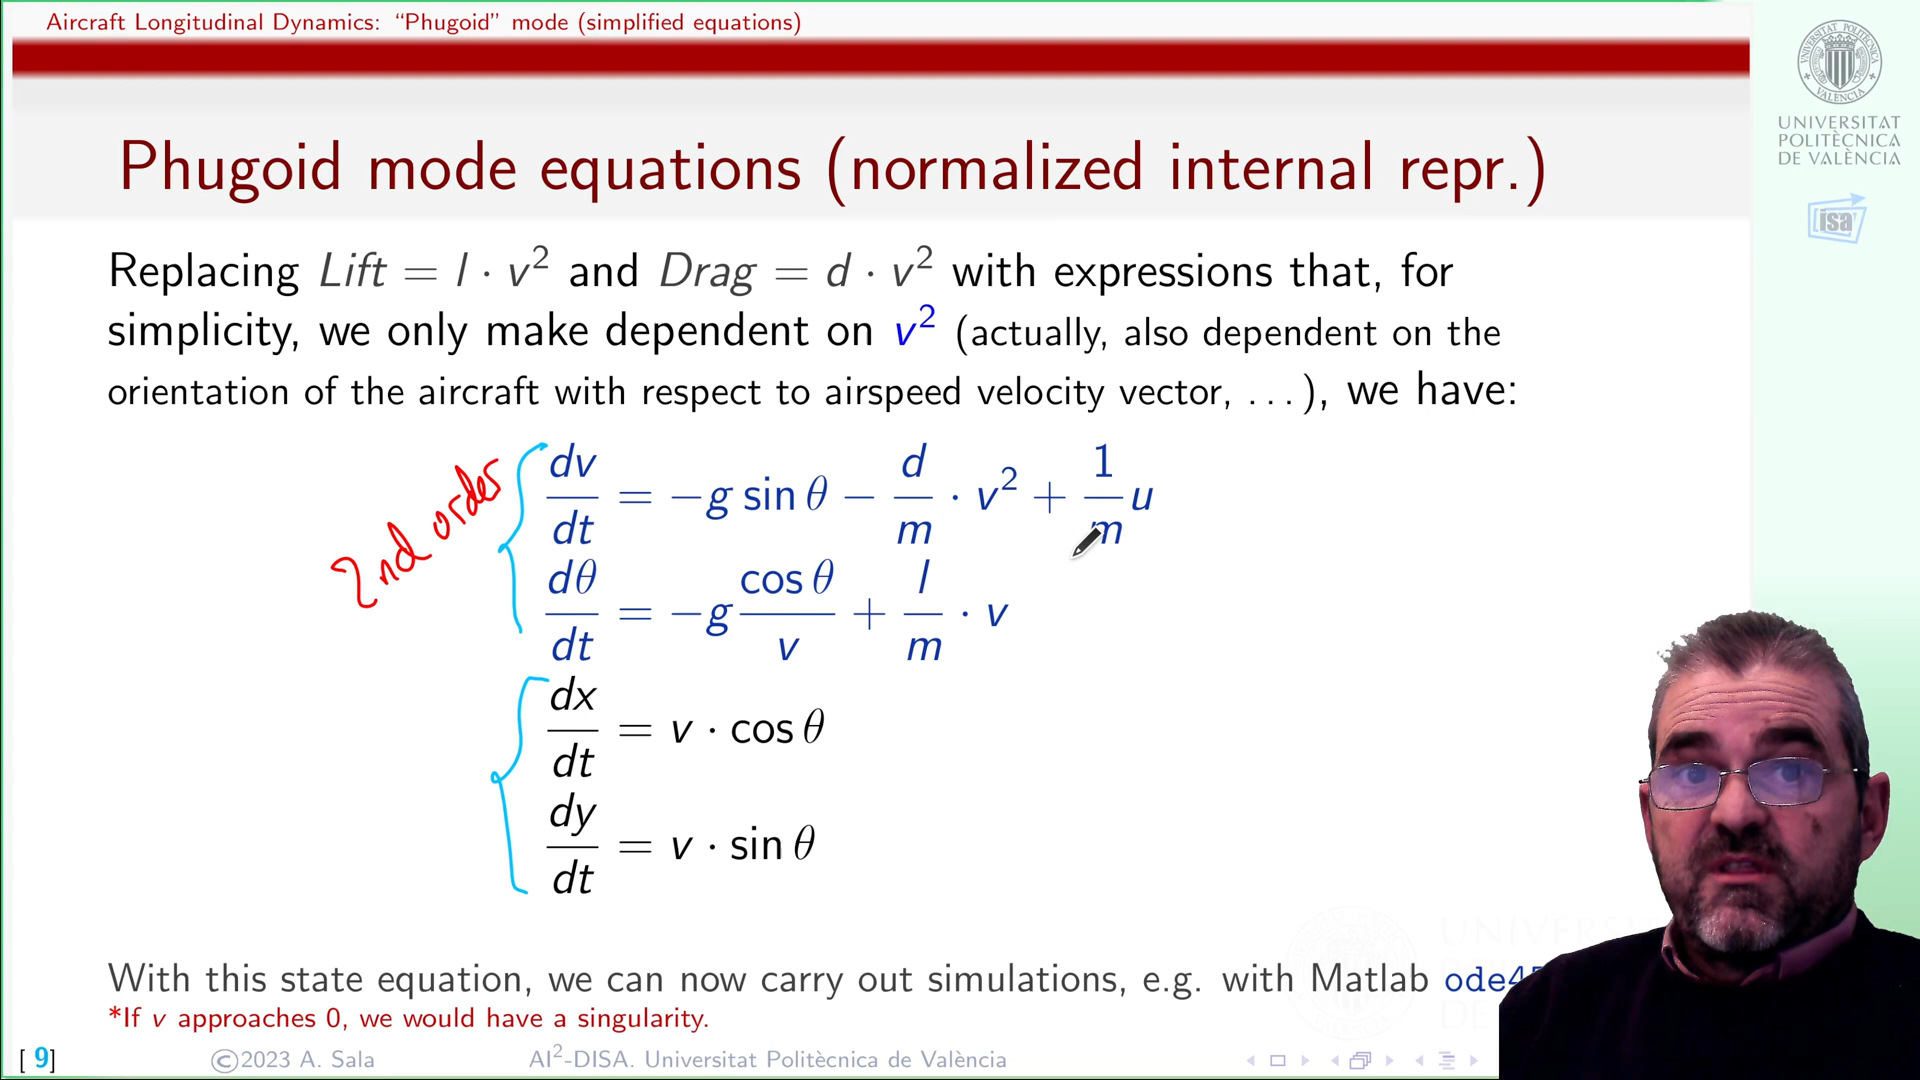 Aircraft Longitudinal Dynamics: “Phugoid” mode (simplified equations)
UNIVERSITAT
POLITÈCNICA
DE VALÈNCIA
isa
Phugoid mode equations (normalized internal repr.)
Replacing Lift = l · v² and Drag = d · v² with expressions that, for
simplicity, we only make dependent on v² (actually, also dependent on the
orientation of the aircraft with respect to airspeed velocity vector, ...), we have:
2nd order
dv/dt = −g sin θ − d/m · v² + 1/m u
dθ/dt = −g cos θ/v + l/m · v
dx/dt = v · cos θ
dy/dt = v · sin θ
With this state equation, we can now carry out simulations, e.g. with Matlab
*If v approaches 0, we would have a singularity.
[ 9]
©2023 A. Sala
AI²-DISA. Universitat Politècnica de València